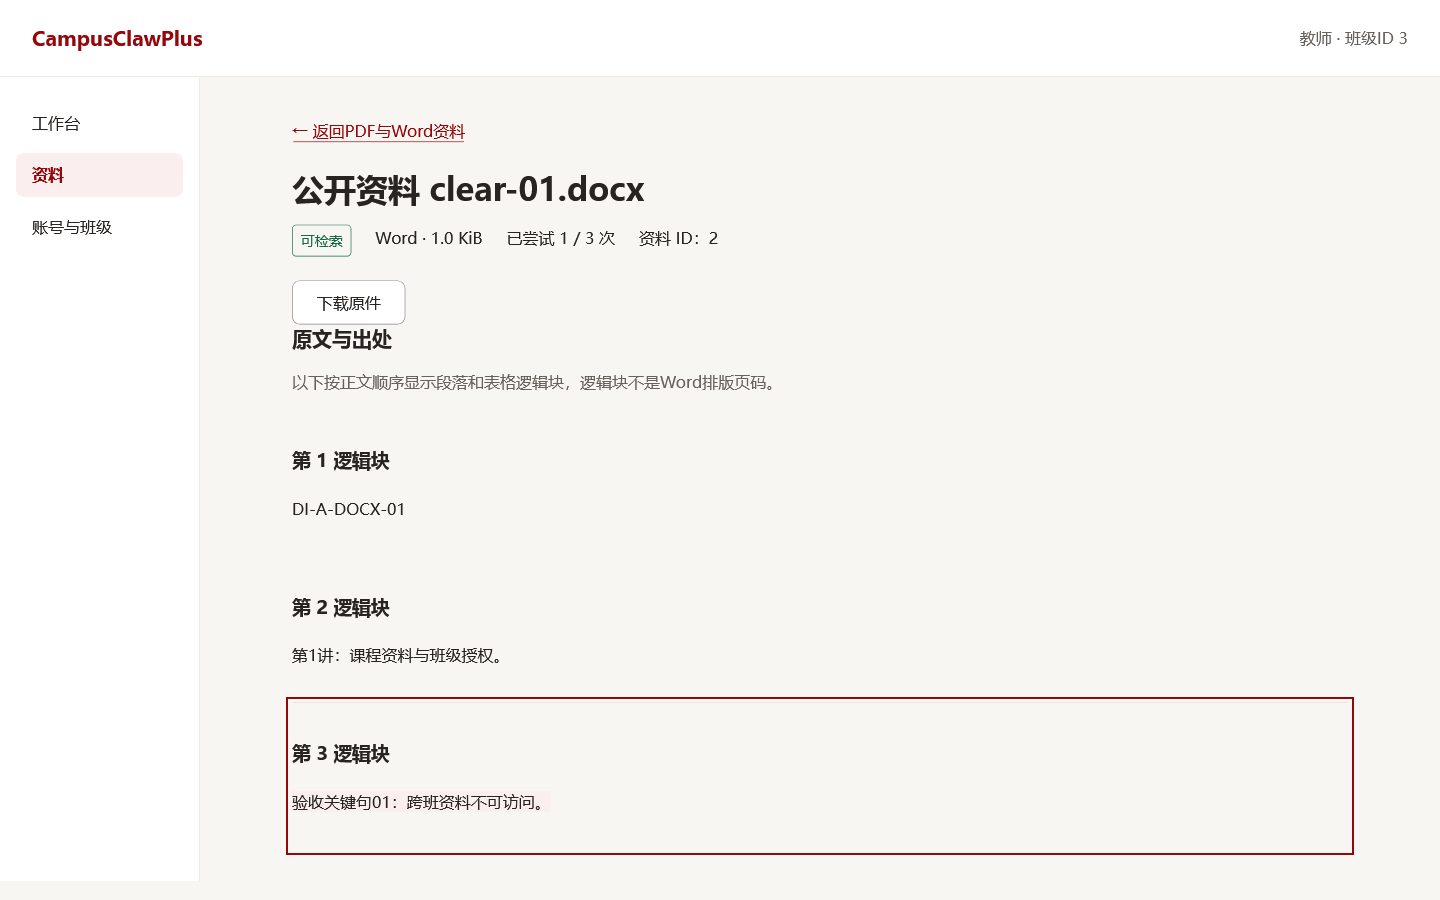 CampusClawPlus
教师 · 班级ID 3
工作台
资料
账号与班级
← 返回PDF与Word资料
公开资料 clear-01.docx
可检索 Word · 1.0 KiB 已尝试 1 / 3 次 资料 ID：2
下载原件
原文与出处
以下按正文顺序显示段落和表格逻辑块，逻辑块不是Word排版页码。
第 1 逻辑块
DI-A-DOCX-01
第 2 逻辑块
第1讲：课程资料与班级授权。
第 3 逻辑块
验收关键句01：跨班资料不可访问。